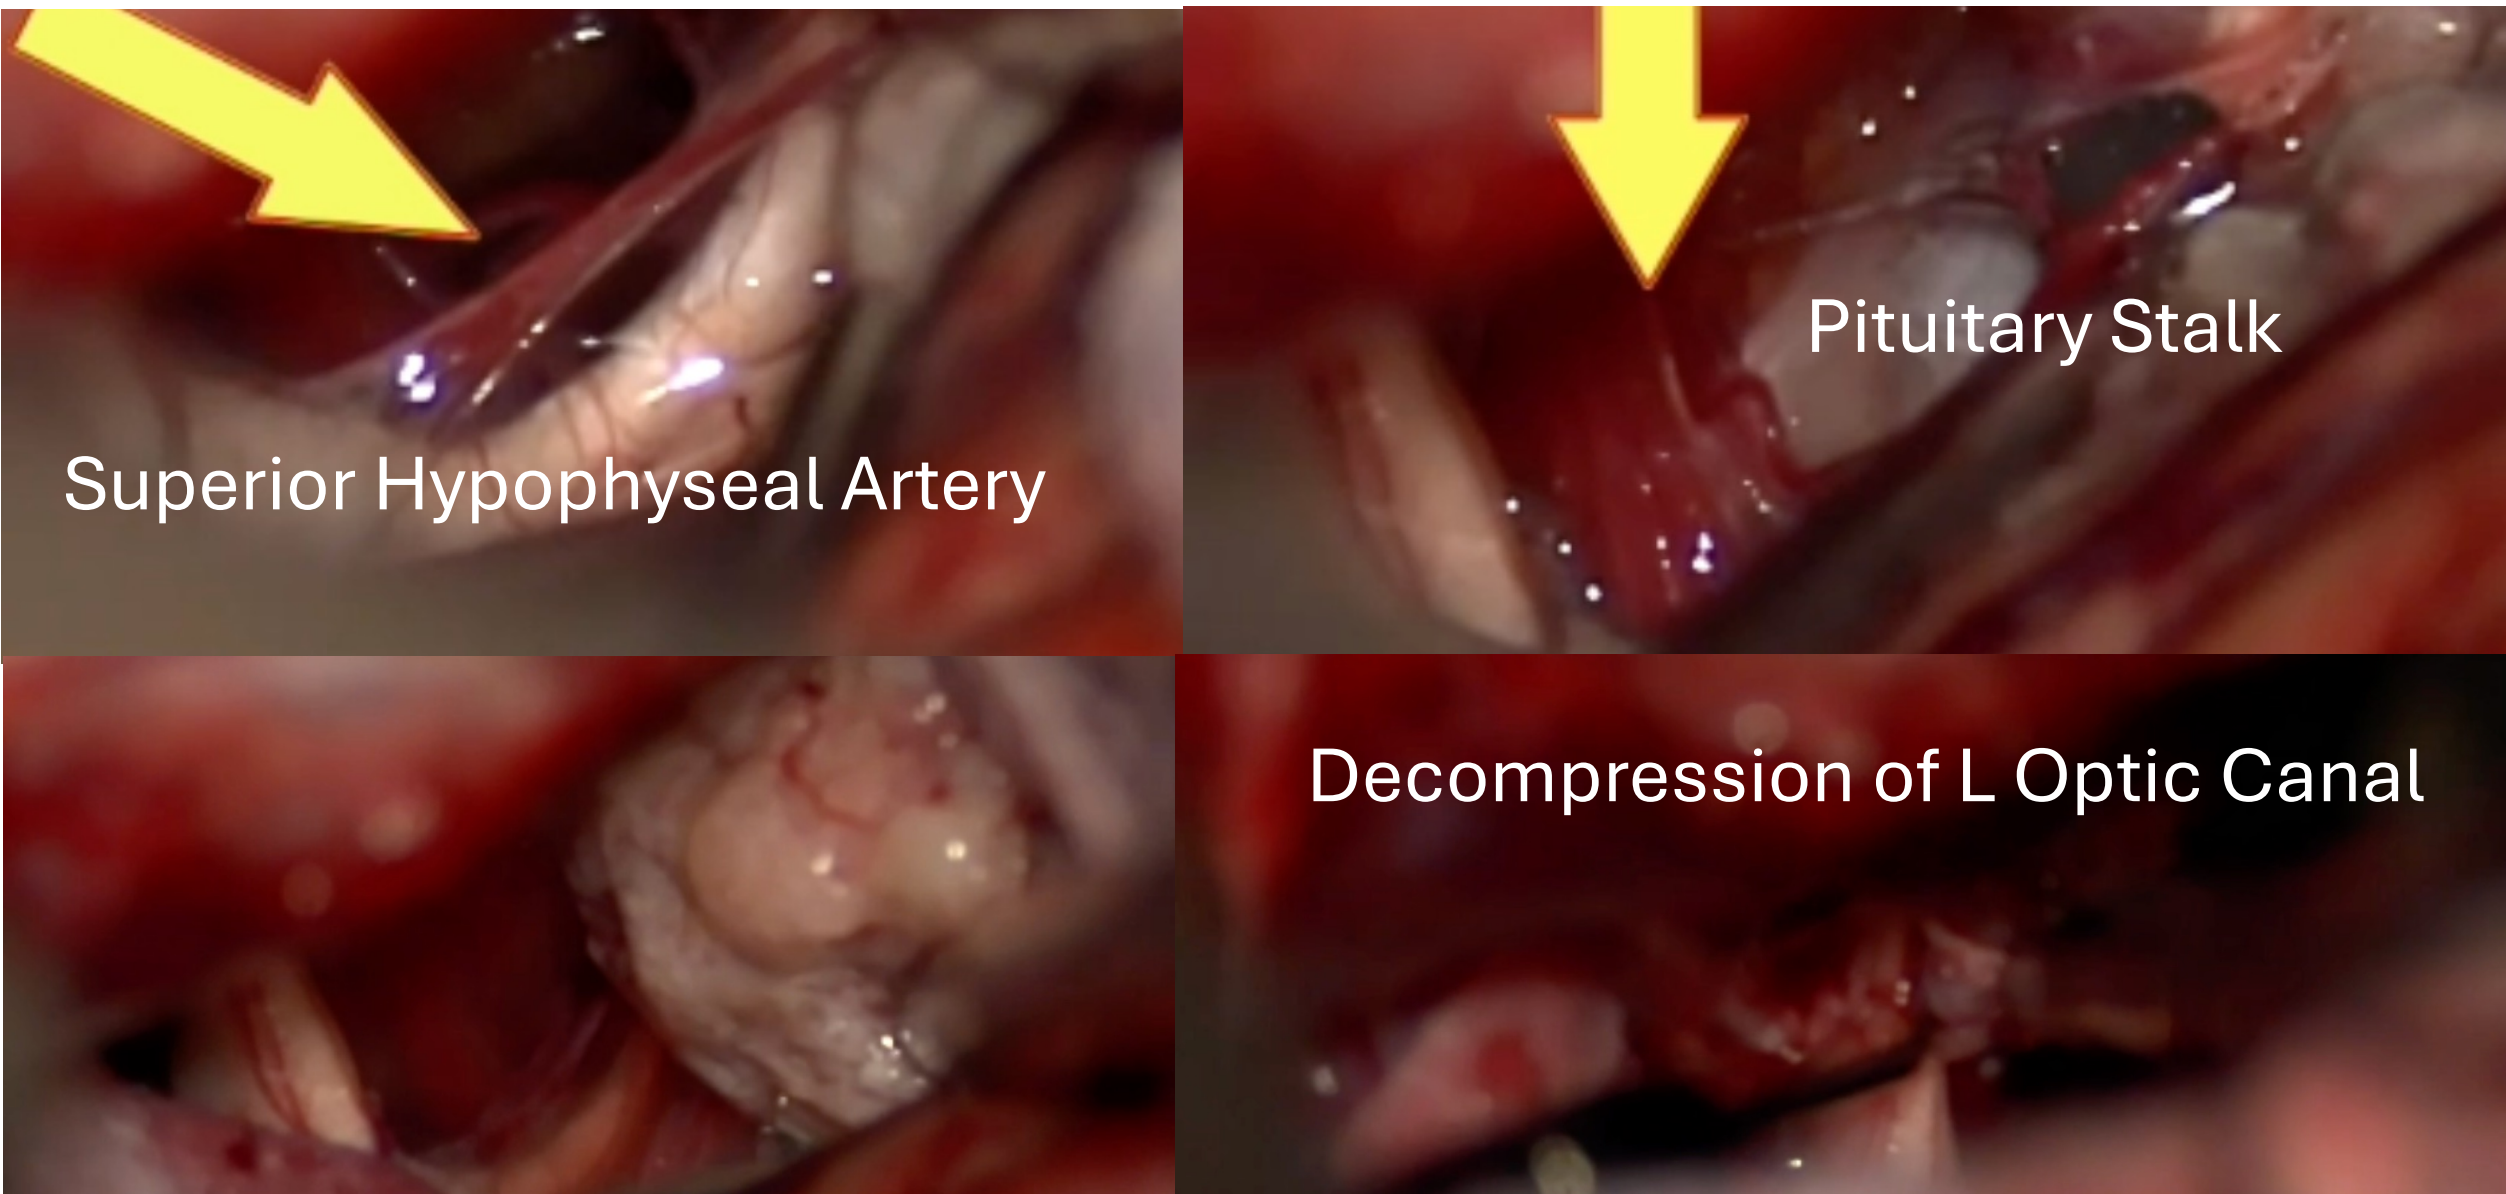 Superior Hypophyseal Artery
Pituitary Stalk
Decompression of L Optic Canal